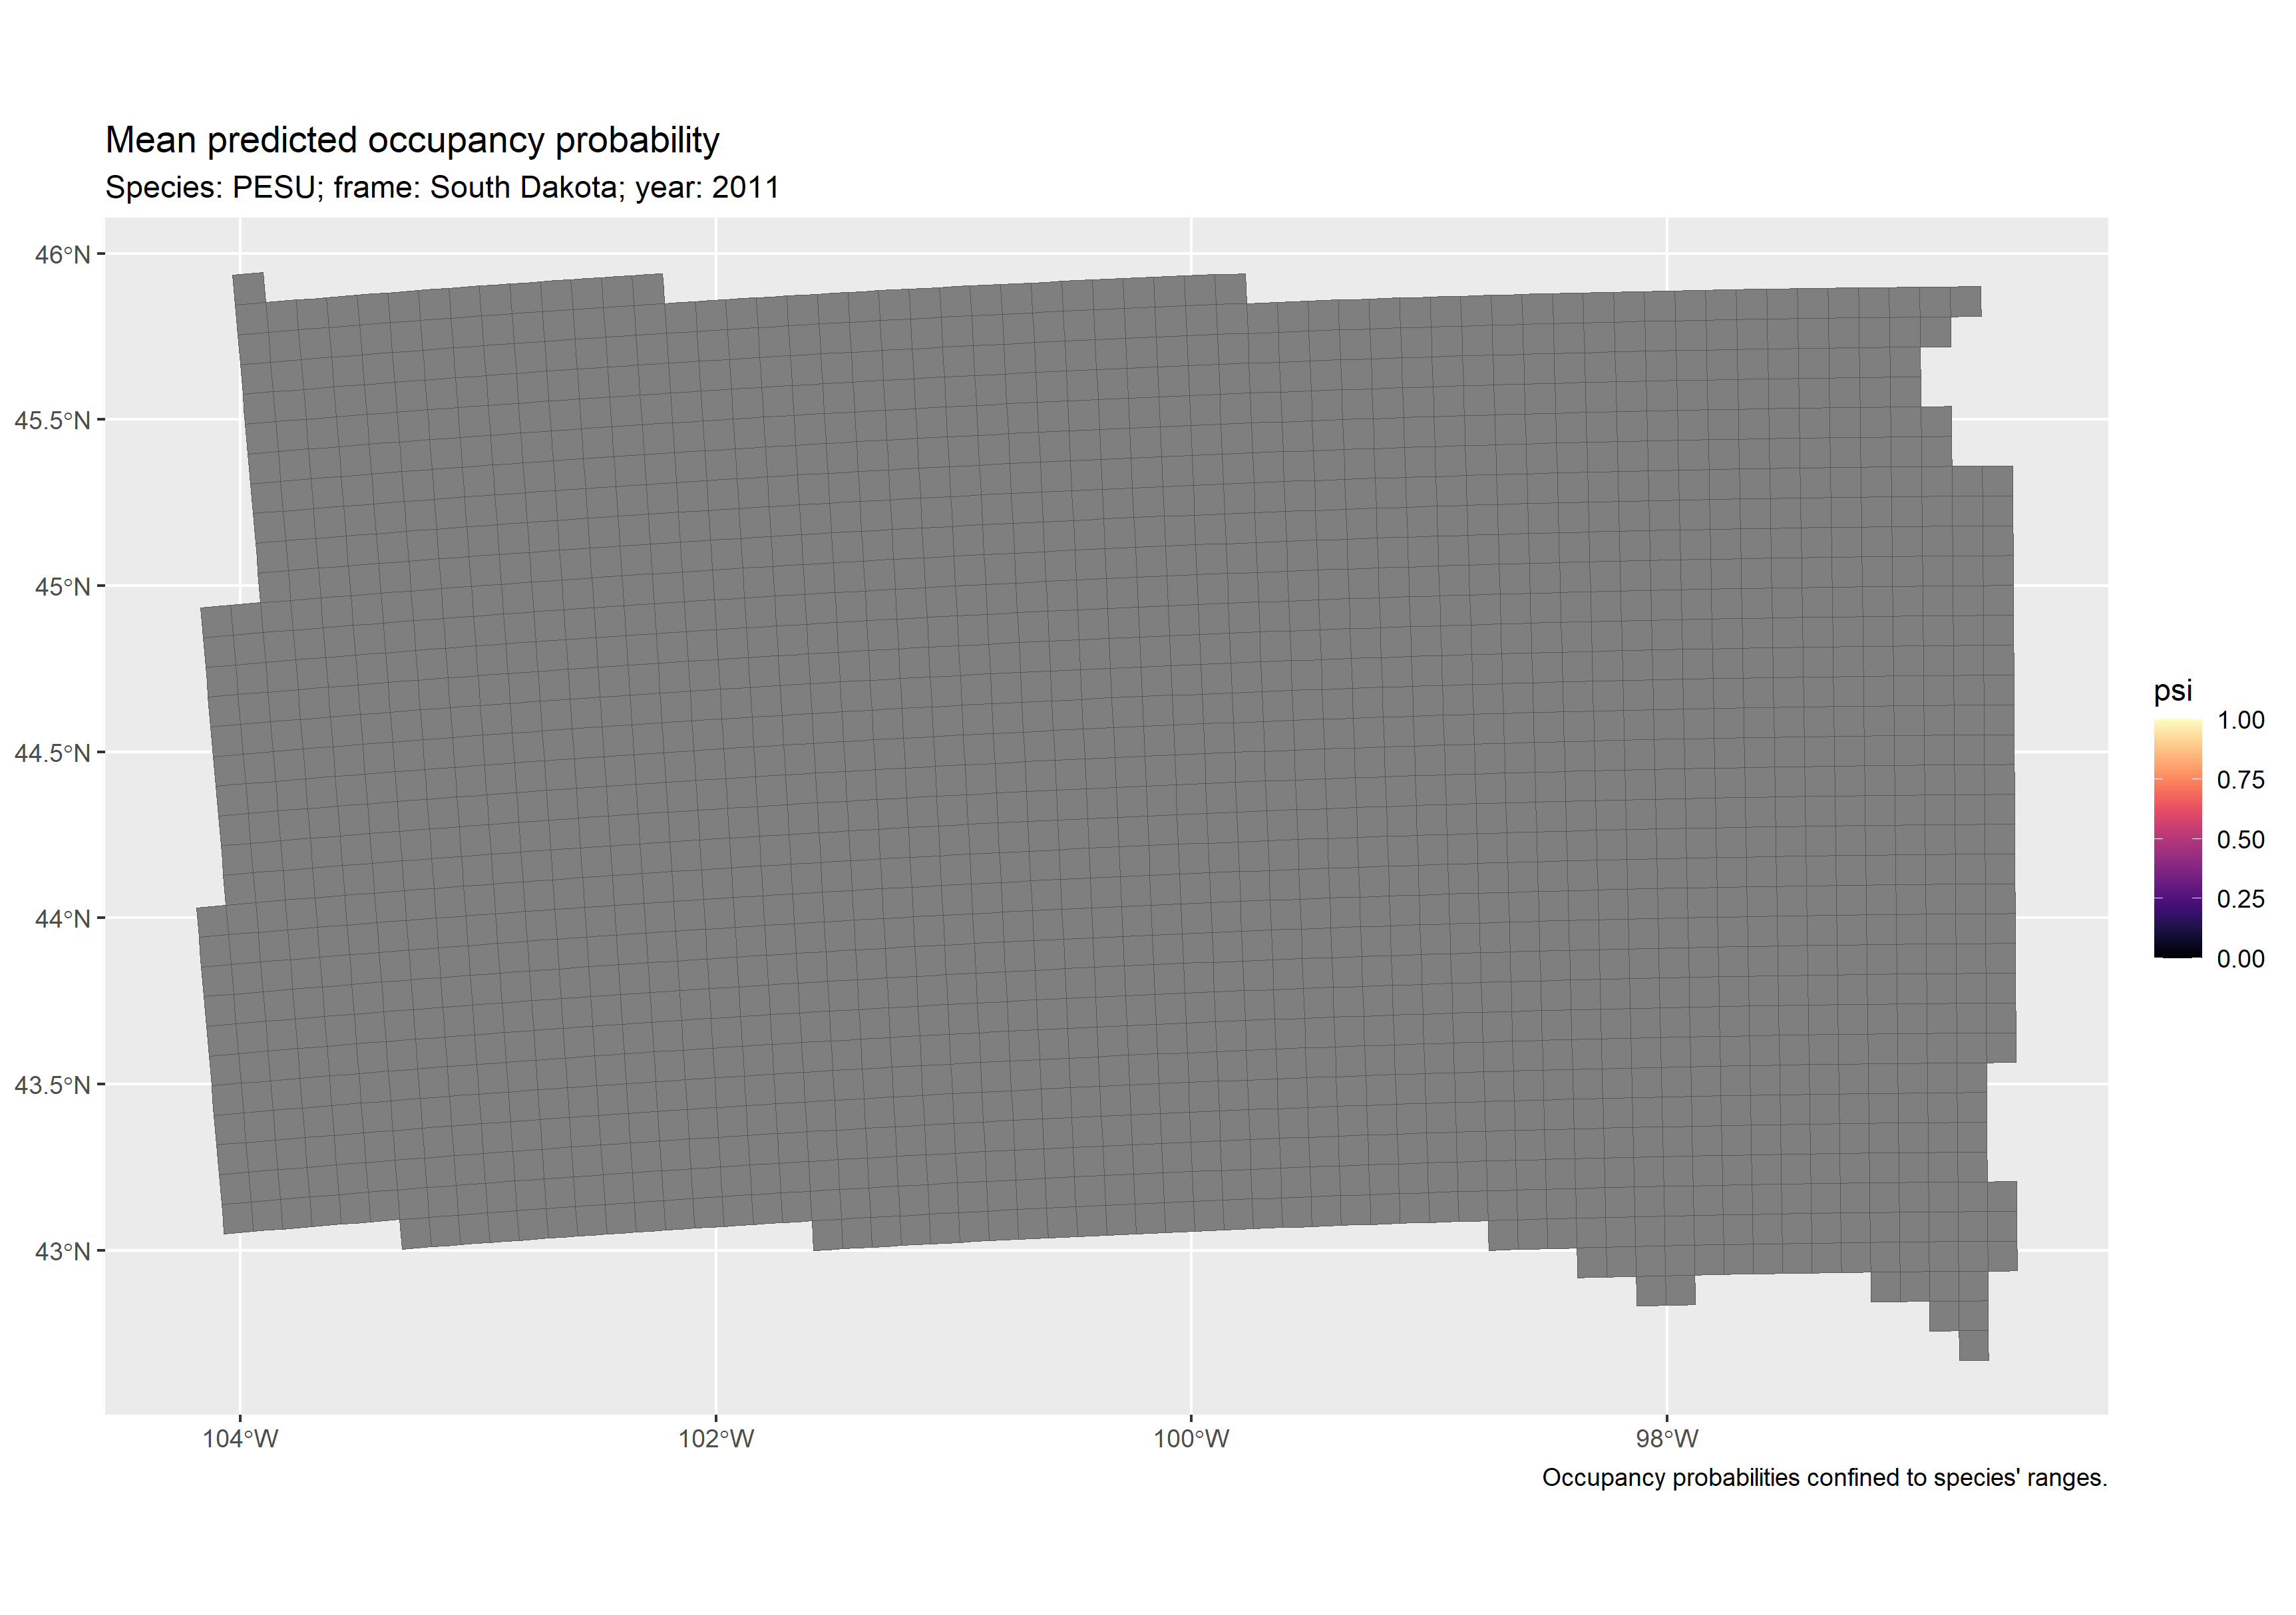 Mean predicted occupancy probability
Species: PESU; frame: South Dakota; year: 2011
46°N
45.5°N
45°N
44.5°N
44°N
43.5°N
43°N
104°W
102°W
100°W
98°W
psi
1.00
0.75
0.50
0.25
0.00
Occupancy probabilities confined to species' ranges.